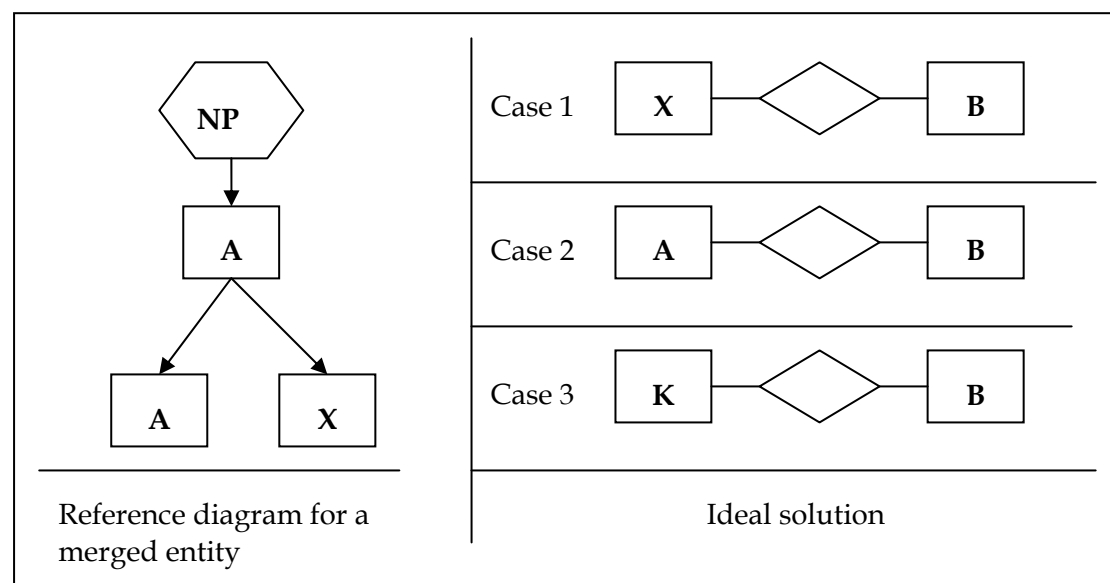 NP
A
A X
Reference diagram for a
merged entity
Case 1 X B
Case 2 A B
Case 3 K B
Ideal solution